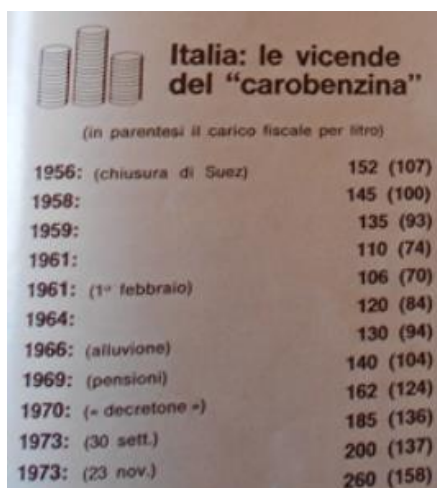 Italia: le vicende
del "carobenzina"
(in parentesi il carico fiscale per litro)
1956: (chiusura di Suez) 152 (107)
1958: 145 (100)
1959: 135 (93)
1961: 110 (74)
1961: (1º febbraio) 106 (70)
1964: 120 (84)
1966: (alluvione) 130 (94)
1969: (pensioni) 140 (104)
1970: (« decretone ») 162 (124)
1973: (30 sett.) 185 (136)
1973: (23 nov.) 200 (137)
260 (158)